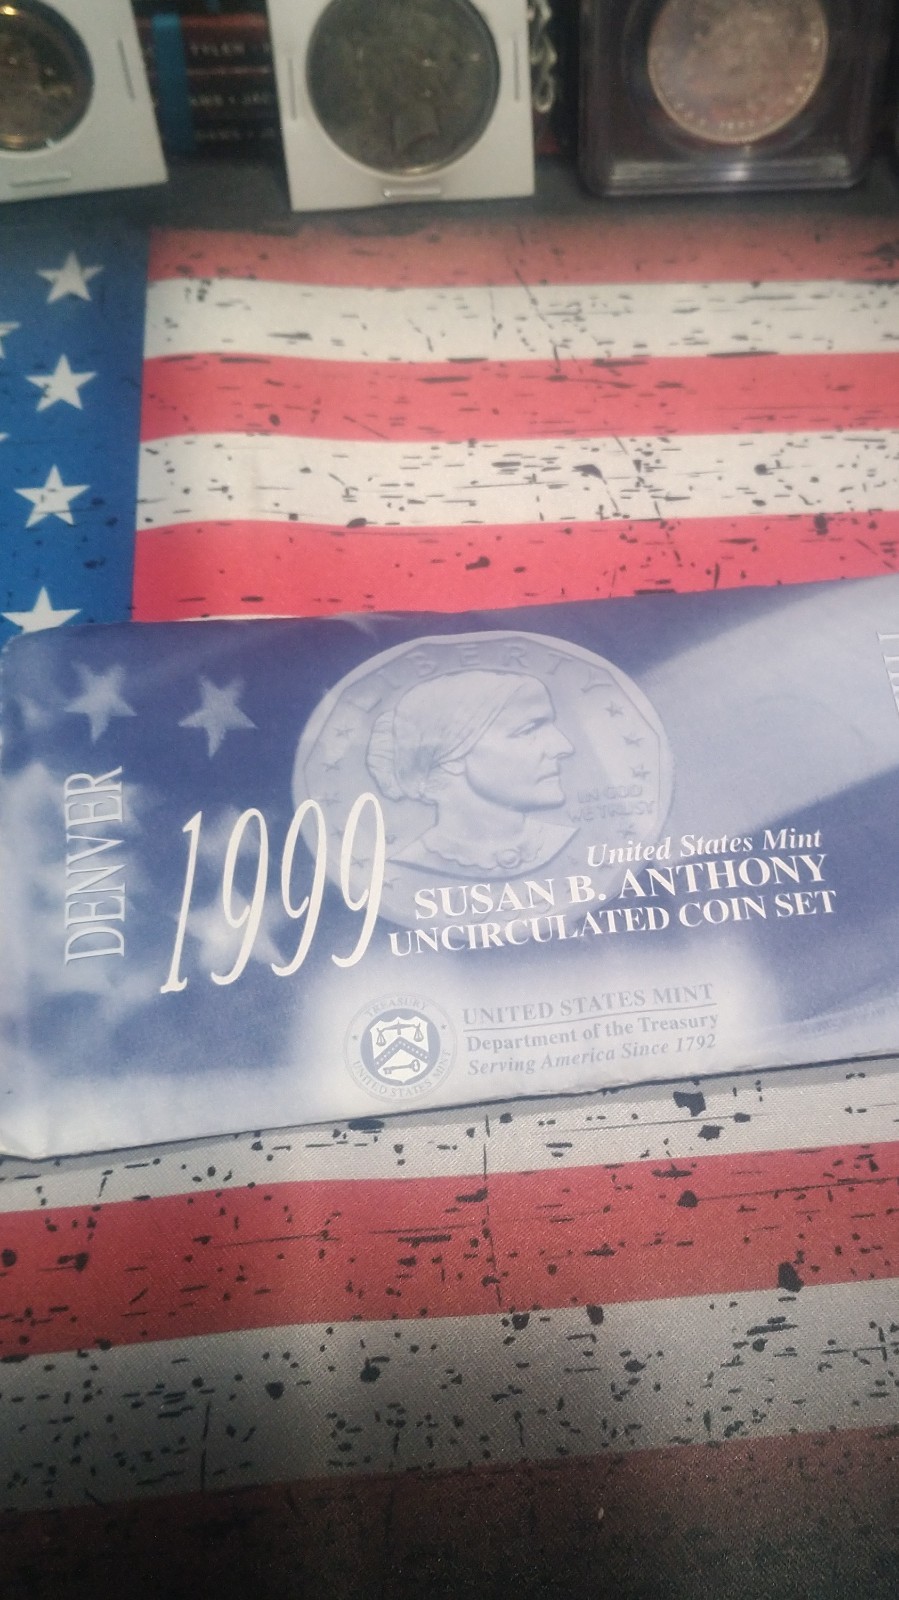 TYLER
LIBERTY
IN GOD
WE TRUST
DENVER
1999
United States Mint
SUSAN B. ANTHONY
UNCIRCULATED COIN SET
TREASURY
UNITED STATES MINT
UNITED STATES MINT
Department of the Treasury
Serving America Since 1792